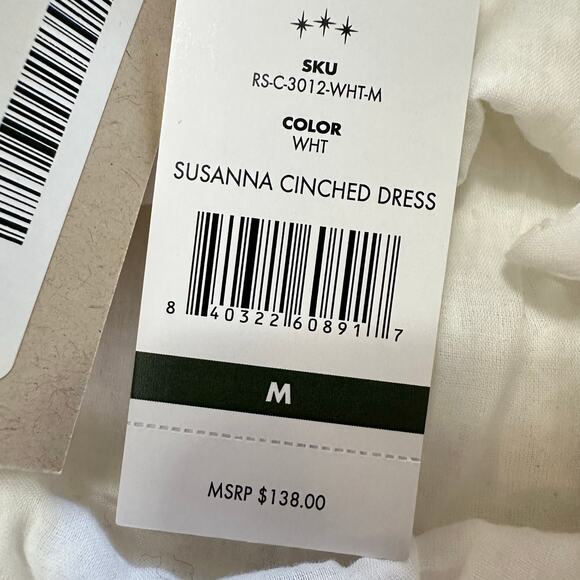 SKU
RS-C-3012-WHT-M
COLOR
WHT
SUSANNA CINCHED DRESS
8 40322 60891 7
M
MSRP $138.00